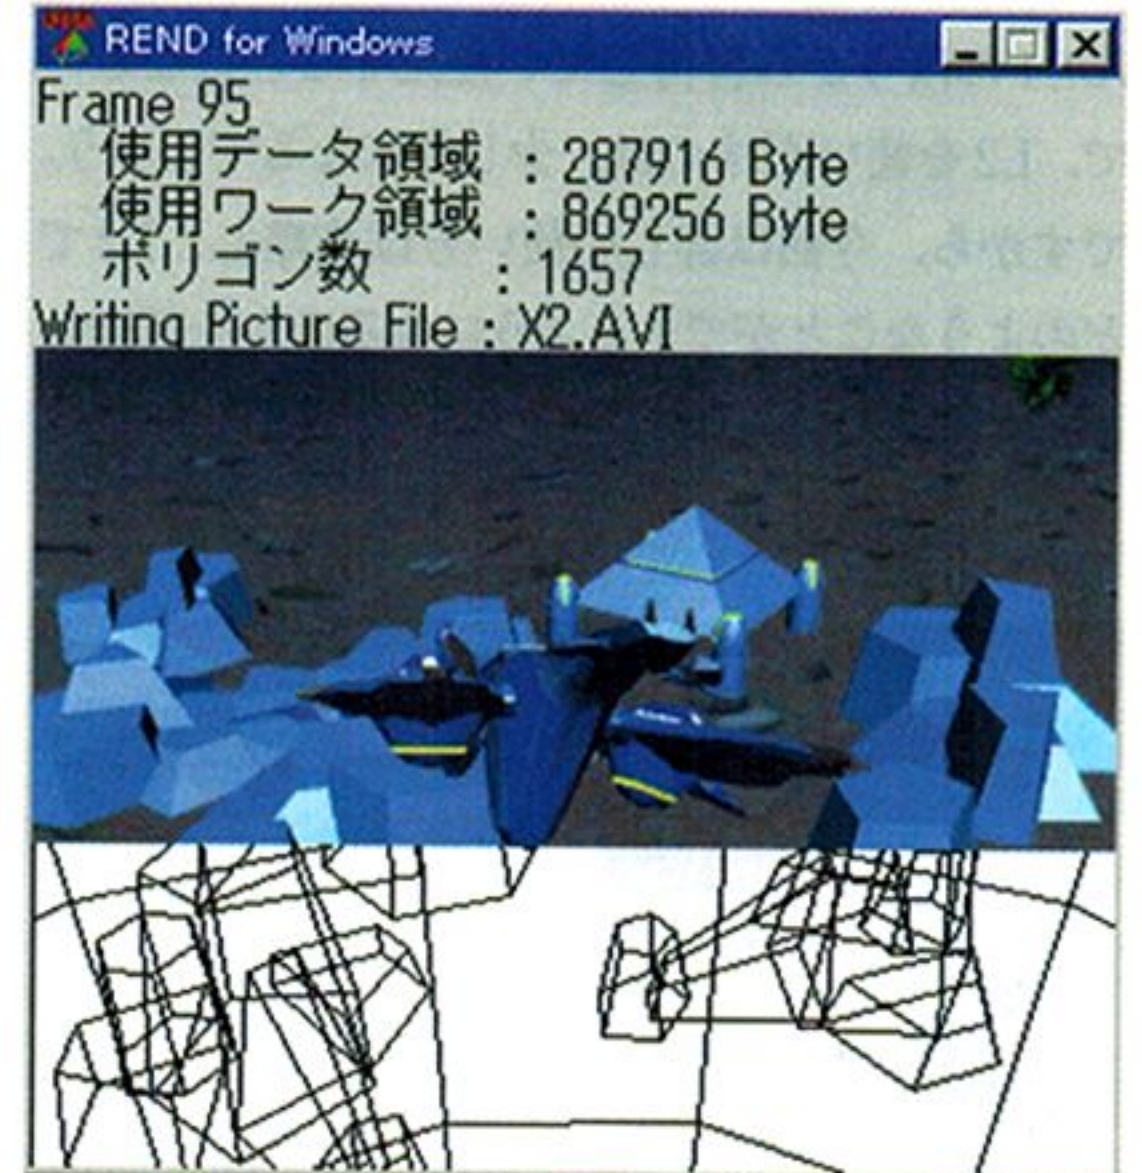 REND for Windows
Frame 95
使用データ領域 : 287916 Byte
使用ワーク領域 : 869256 Byte
ポリゴン数 : 1657
Writing Picture File : X2.AVI